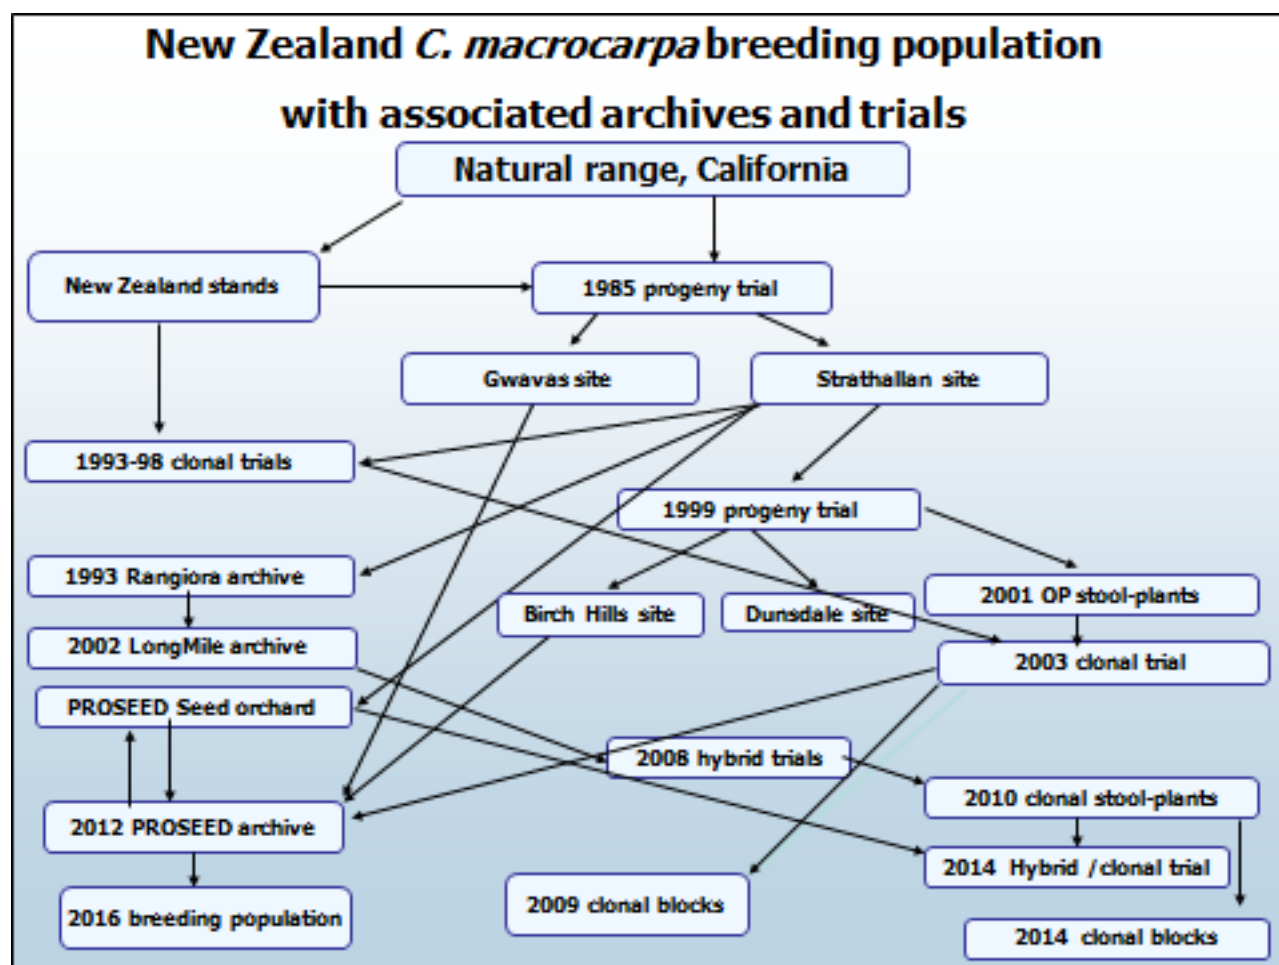 New Zealand C. macrocarpa breeding population
with associated archives and trials
Natural range, California
New Zealand stands
1985 progeny trial
Gwavas site
Strathallan site
1993-98 clonal trials
1999 progeny trial
1993 Rangiora archive
Birch Hills site
Dunsdale site
2001 OP stool-plants
2002 LongMile archive
2003 clonal trial
PROSEED Seed orchard
2008 hybrid trials
2010 clonal stool-plants
2012 PROSEED archive
2014 Hybrid /clonal trial
2016 breeding population
2009 clonal blocks
2014 clonal blocks